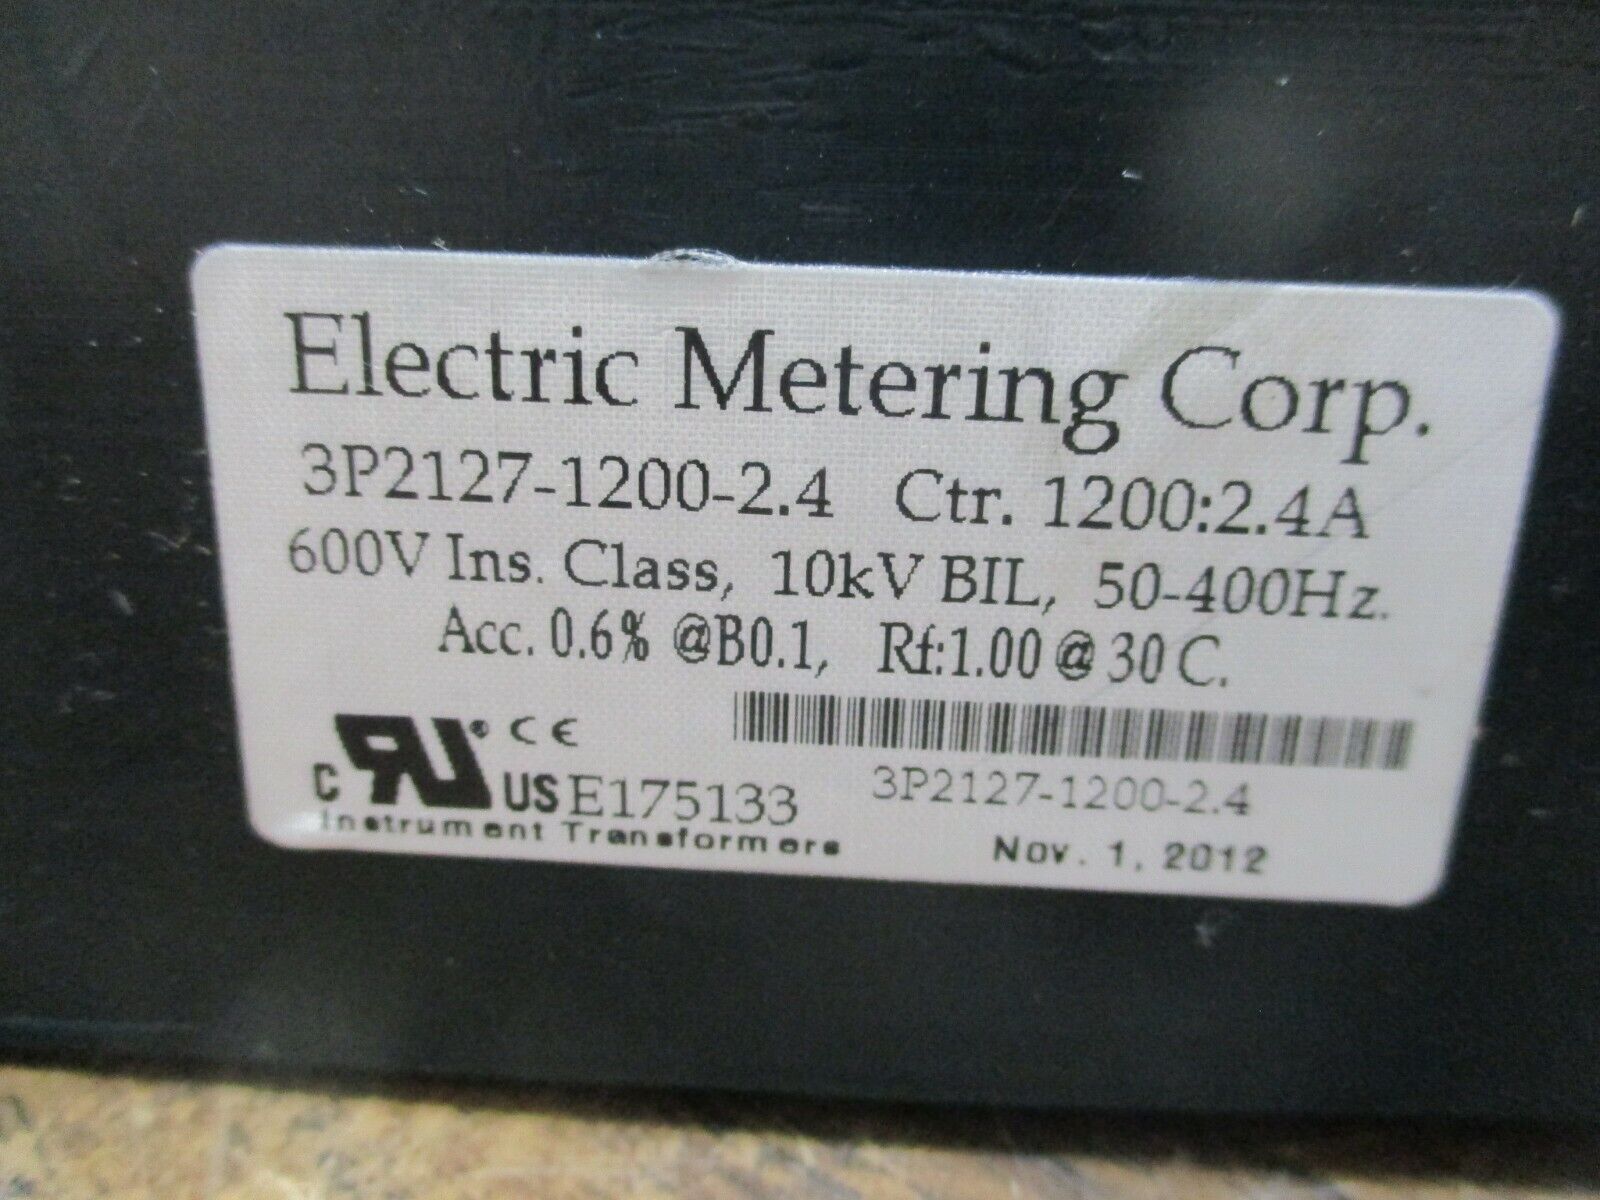 Electric Metering Corp.
3P2127-1200-2.4 Ctr. 1200:2.4A
600V Ins. Class, 10kV BIL, 50-400Hz.
Acc. 0.6% @B0.1, Rf:1.00 @ 30 C.
C RU ® US CE
E175133
3P2127-1200-2.4
Instrument Transformers
Nov. 1, 2012